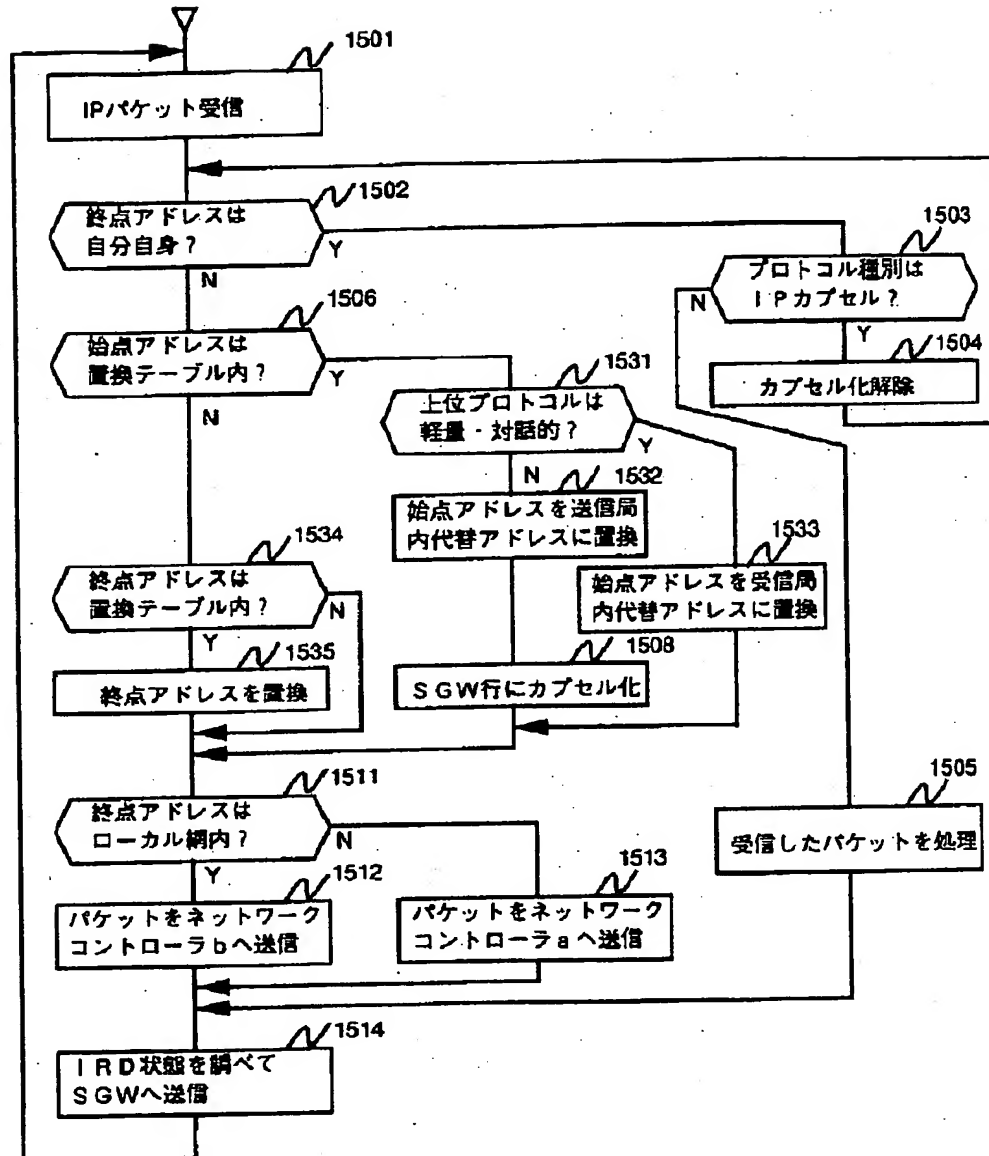 1501
IPパケット受信
1502
終点アドレスは
自分自身？
Y
N
1503
プロトコル種別は
ＩＰカプセル？
N
Y
1504
カプセル化解除
1506
始点アドレスは
置換テーブル内？
Y
N
1531
上位プロトコルは
軽量・対話的？
Y
N
1532
始点アドレスを送信局
内代替アドレスに置換
1533
始点アドレスを受信局
内代替アドレスに置換
1534
終点アドレスは
置換テーブル内？
N
Y
1535
終点アドレスを置換
1508
ＳＧＷ行にカプセル化
1511
終点アドレスは
ローカル網内？
N
Y
1505
受信したパケットを処理
1512
パケットをネットワーク
コントローラbへ送信
1513
パケットをネットワーク
コントローラaへ送信
1514
ＩＲＤ状態を調べて
ＳＧＷへ送信